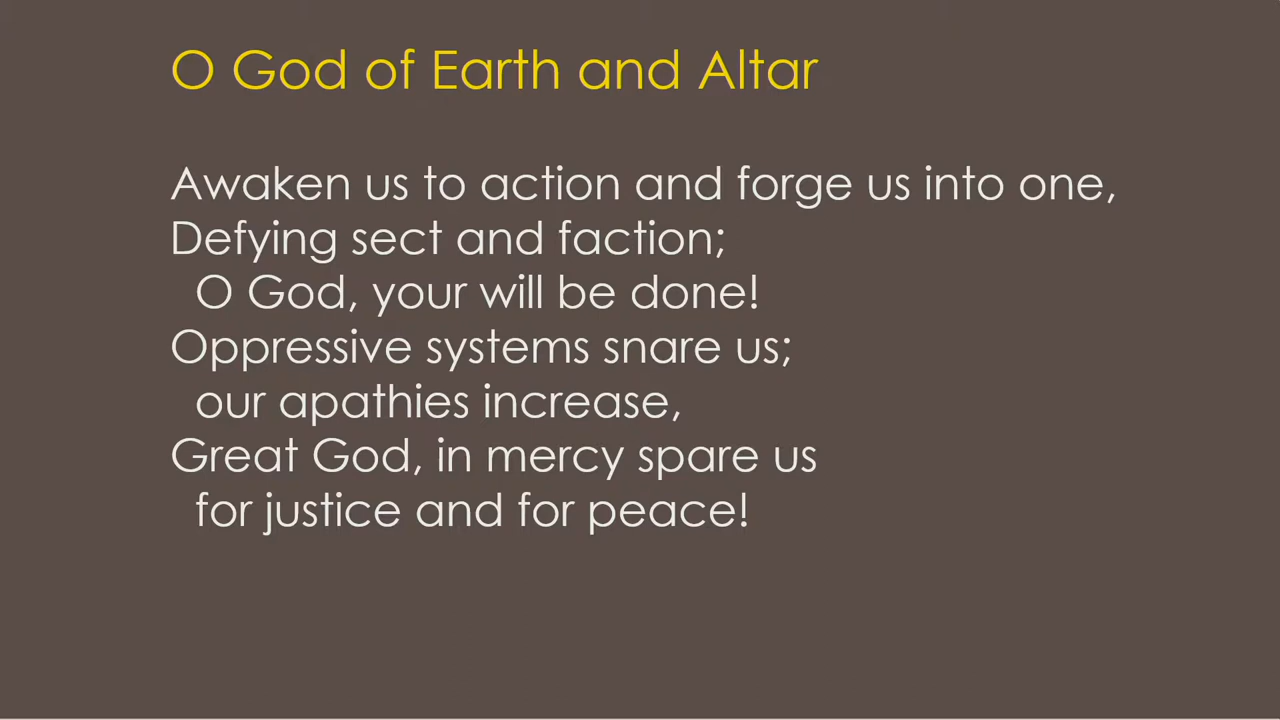 O God of Earth and Altar
Awaken us to action and forge us into one,
Defying sect and faction;
O God, your will be done!
Oppressive systems snare us;
our apathies increase,
Great God, in mercy spare us
for justice and for peace!